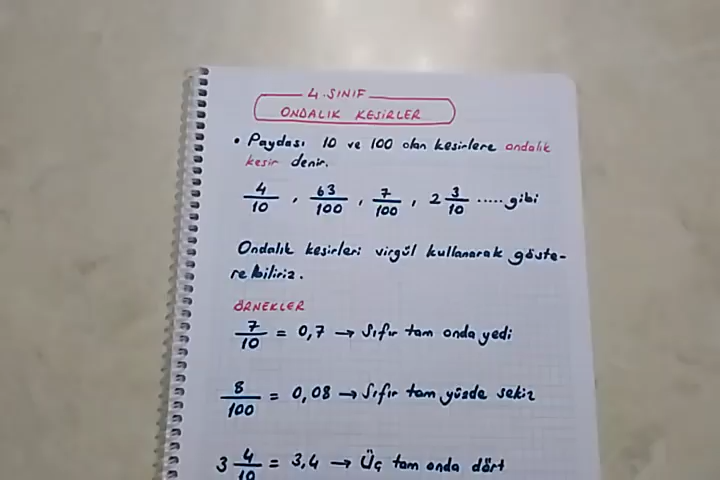 4.SINIF
ONDALIK KESİRLER
• Paydası 10 ve 100 olan kesirlere ondalık
kesir denir.
4/10 , 63/100 , 7/100 , 2 3/10 ..... gibi
Ondalık kesirleri virgül kullanarak göste-
rebiliriz.
ÖRNEKLER
7/10 = 0,7 → Sıfır tam onda yedi
8/100 = 0,08 → Sıfır tam yüzde sekiz
3 4/10 = 3,4 → Üç tam onda dört